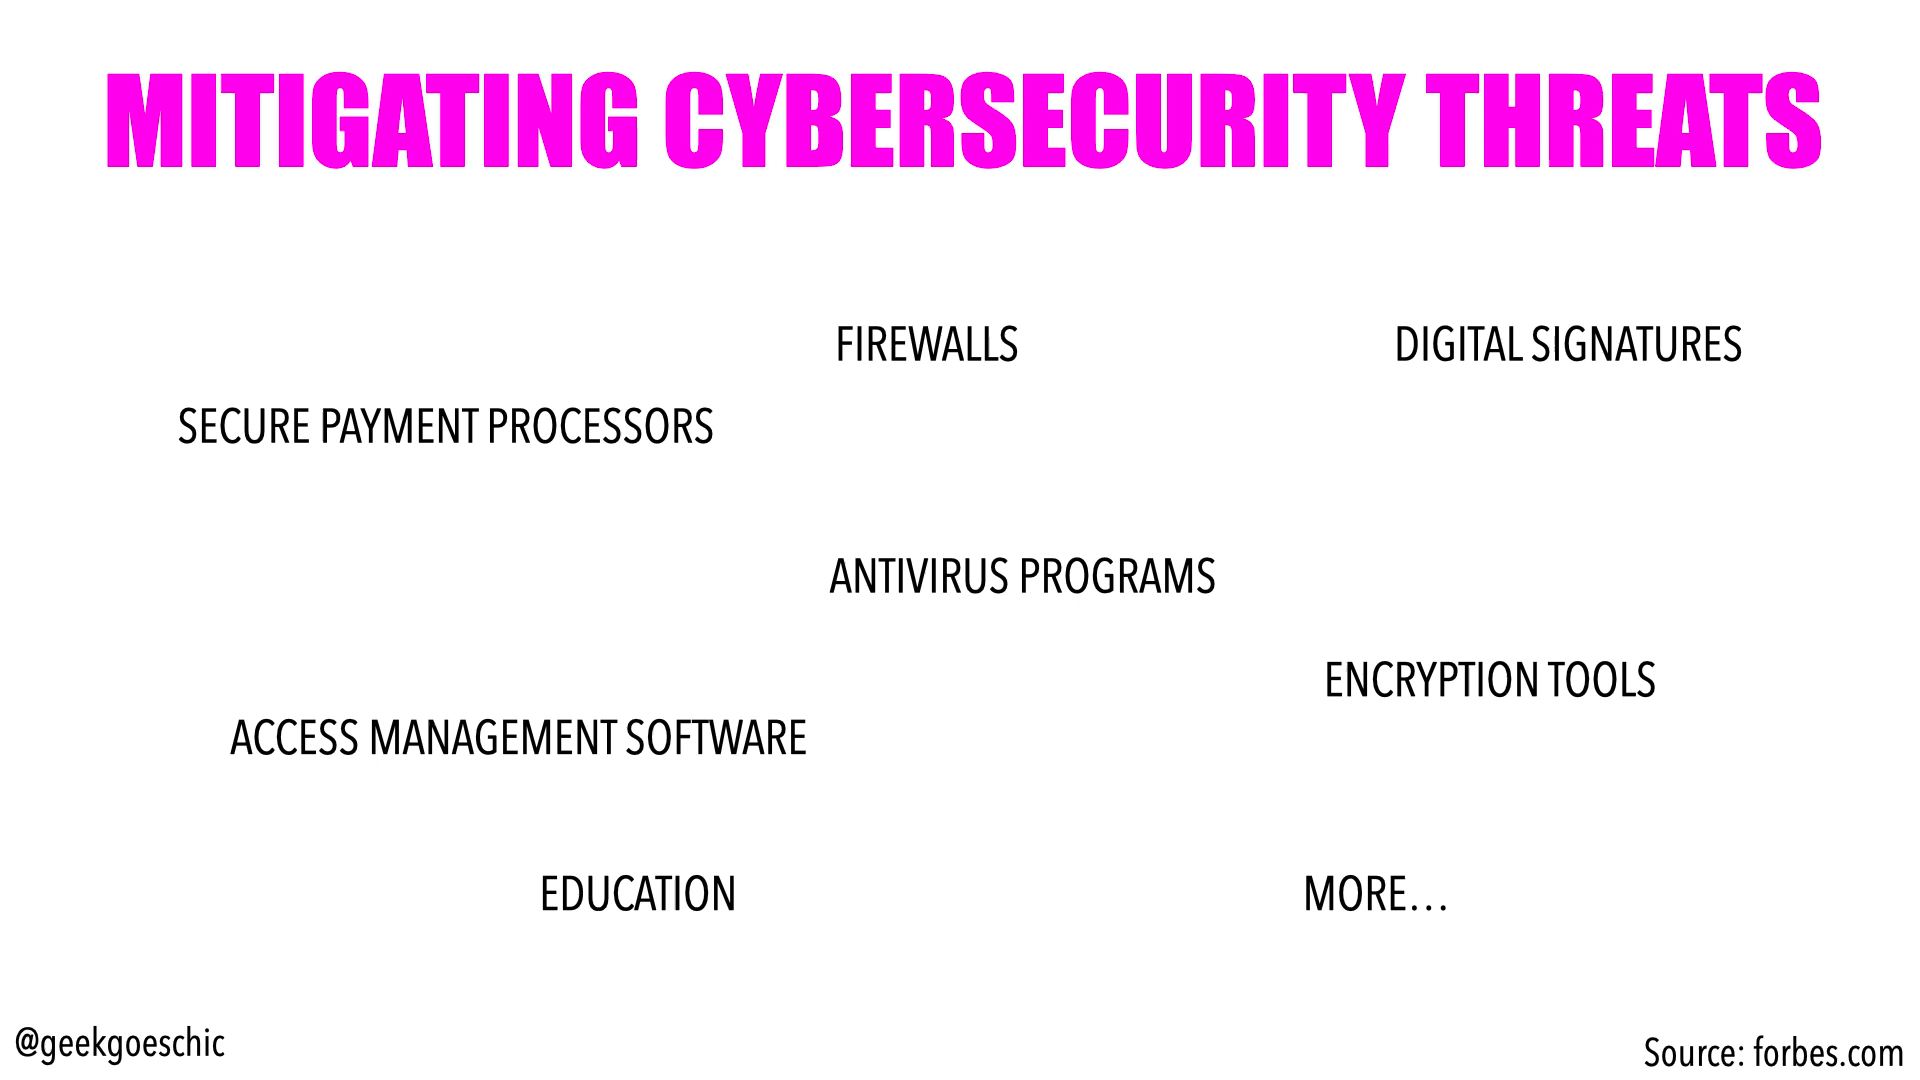 MITIGATING CYBERSECURITY THREATS
FIREWALLS
DIGITAL SIGNATURES
SECURE PAYMENT PROCESSORS
ANTIVIRUS PROGRAMS
ENCRYPTION TOOLS
ACCESS MANAGEMENT SOFTWARE
EDUCATION
MORE…
@geekgoeschic
Source: forbes.com